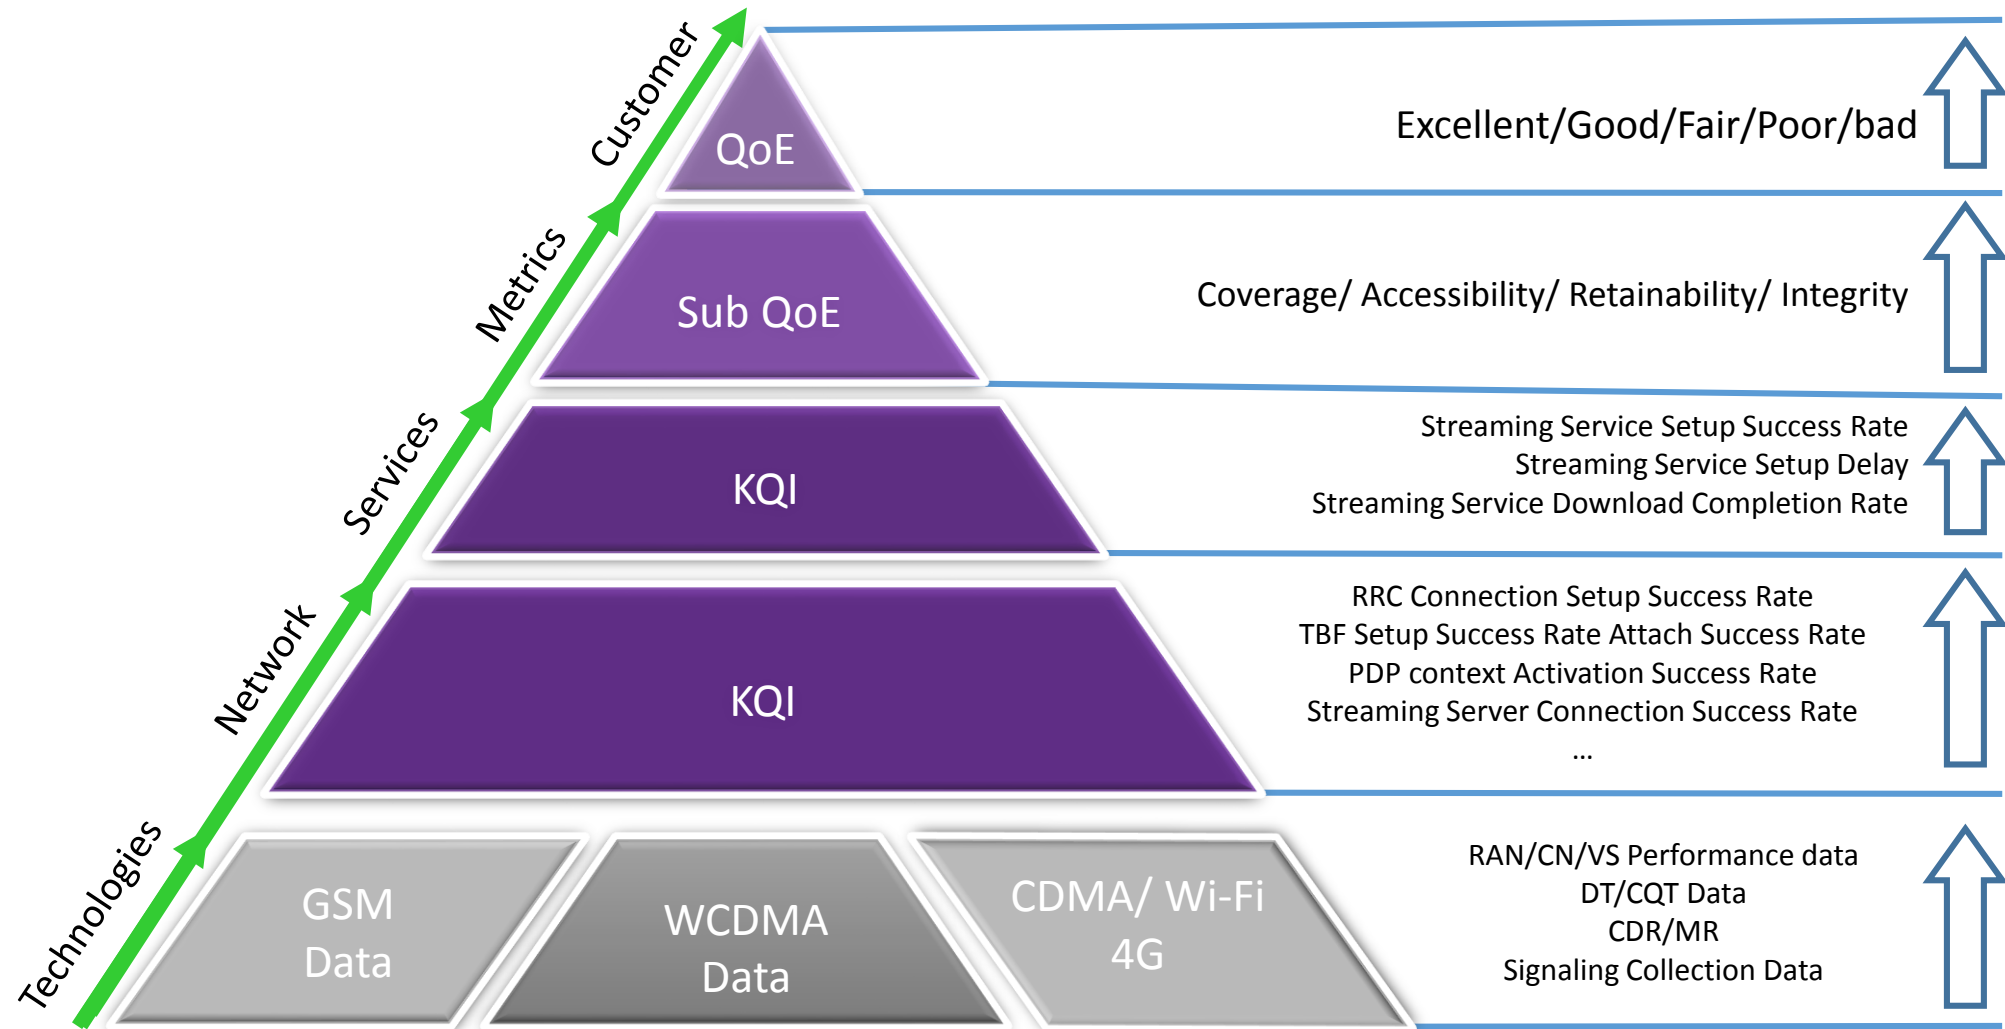 Customer
QoE
Excellent/Good/Fair/Poor/bad
Metrics
Sub QoE
Coverage/ Accessibility/ Retainability/ Integrity
Services
KQI
Streaming Service Setup Success Rate
Streaming Service Setup Delay
Streaming Service Download Completion Rate
Network
KQI
RRC Connection Setup Success Rate
TBF Setup Success Rate Attach Success Rate
PDP context Activation Success Rate
Streaming Server Connection Success Rate
...
Technologies
GSM
Data
WCDMA
Data
CDMA/ Wi-Fi
4G
RAN/CN/VS Performance data
DT/CQT Data
CDR/MR
Signaling Collection Data